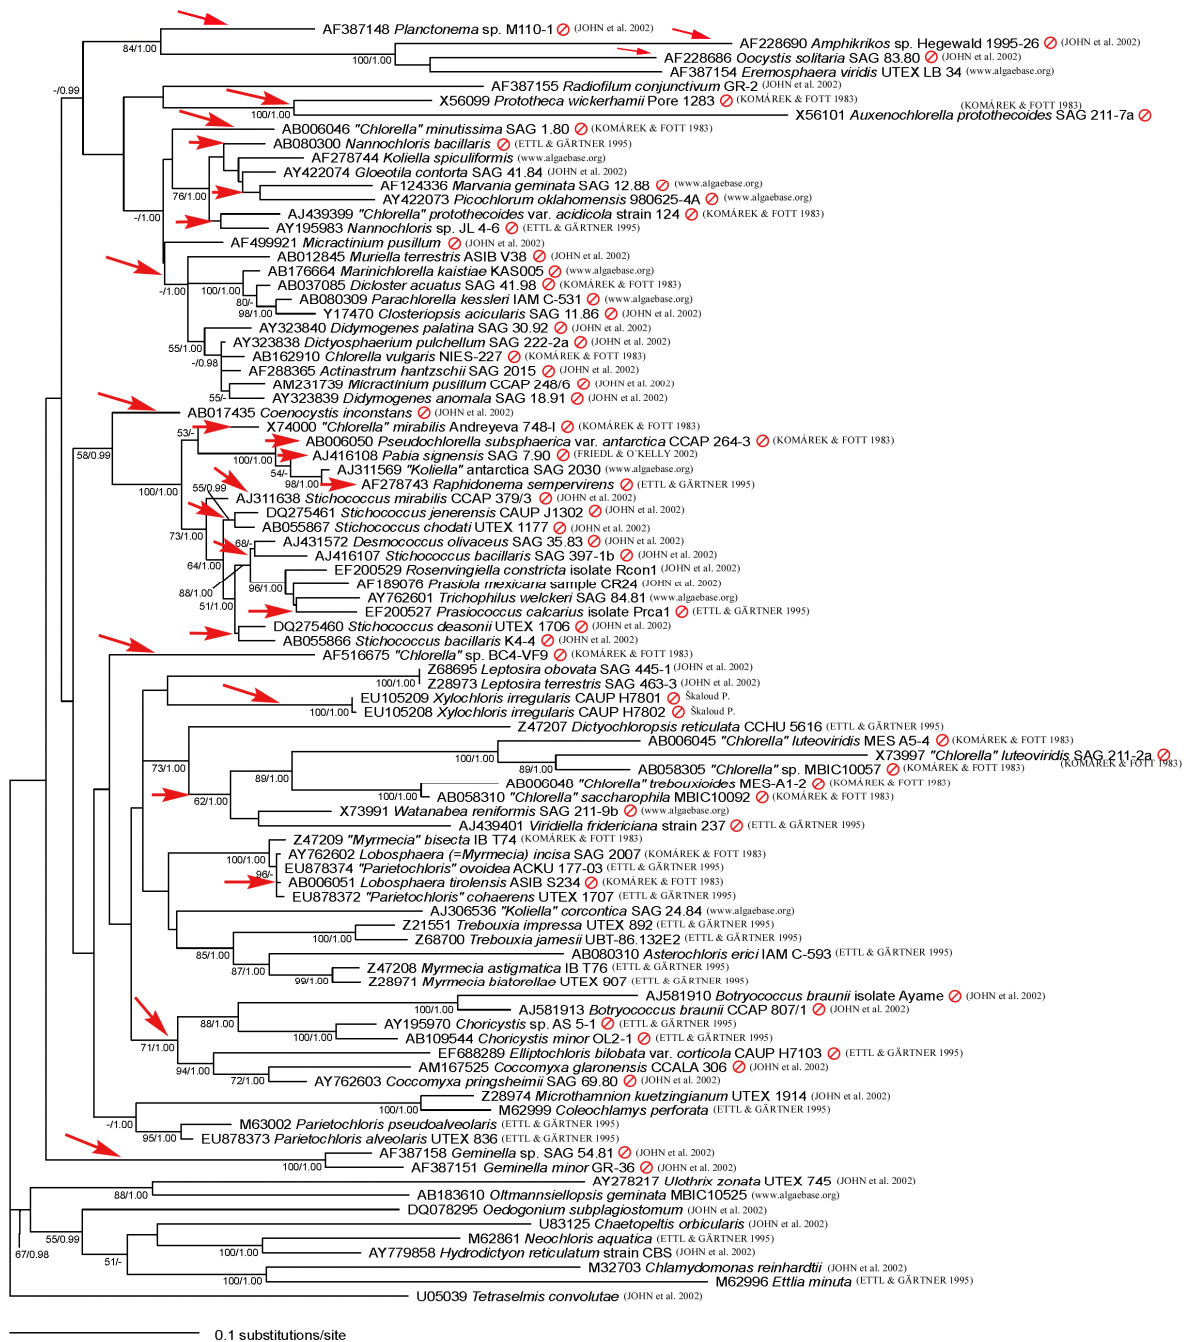 AF387148 Planctonema sp. M110-1 (JOHN et al. 2002)
84/1.00
AF228690 Amphikrikos sp. Hegewald 1995-26 (JOHN et al. 2002)
100/1.00
AF228686 Oocystis solitaria SAG 83.80 (JOHN et al. 2002)
AF387154 Eremosphaera viridis UTEX LB 34 (www.algaebase.org)
-/0.99
AF387155 Radiofilum conjunctivum GR-2 (JOHN et al. 2002)
X56099 Prototheca wickerhamii Pore 1283 (KOMÁREK & FOTT 1983)
(KOMÁREK & FOTT 1983)
100/1.00
X56101 Auxenochlorella protothecoides SAG 211-7a
AB006046 "Chlorella" minutissima SAG 1.80 (KOMÁREK & FOTT 1983)
AB080300 Nannochloris bacillaris (ETTL & GÄRTNER 1995)
AF278744 Koliella spiculiformis (www.algaebase.org)
AY422074 Gloeotila contorta SAG 41.84 (JOHN et al. 2002)
AF124336 Marvania geminata SAG 12.88 (www.algaebase.org)
76/1.00
AY422073 Picochlorum oklahomensis 980625-4A (www.algaebase.org)
AJ439399 "Chlorella" protothecoides var. acidicola strain 124 (KOMÁREK & FOTT 1983)
-/1.00
AY195983 Nannochloris sp. JL 4-6 (ETTL & GÄRTNER 1995)
AF499921 Micractinium pusillum (JOHN et al. 2002)
AB012845 Muriella terrestris ASIB V38 (JOHN et al. 2002)
AB176664 Marinichlorella kaistiae KAS005 (www.algaebase.org)
-/1.00
100/1.00
AB037085 Dicloster acuatus SAG 41.98 (KOMÁREK & FOTT 1983)
80/-
AB080309 Parachlorella kessleri IAM C-531 (www.algaebase.org)
98/1.00
Y17470 Closteriopsis acicularis SAG 11.86 (JOHN et al. 2002)
AY323840 Didymogenes palatina SAG 30.92 (JOHN et al. 2002)
55/1.00
AY323838 Dictyosphaerium pulchellum SAG 222-2a (JOHN et al. 2002)
-/0.98
AB162910 Chlorella vulgaris NIES-227 (KOMÁREK & FOTT 1983)
AF288365 Actinastrum hantzschii SAG 2015 (JOHN et al. 2002)
AM231739 Micractinium pusillum CCAP 248/6 (JOHN et al. 2002)
55/-
AY323839 Didymogenes anomala SAG 18.91 (JOHN et al. 2002)
AB017435 Coenocystis inconstans (JOHN et al. 2002)
53/-
X74000 "Chlorella" mirabilis Andreyeva 748-I (KOMÁREK & FOTT 1983)
AB006050 Pseudochlorella subsphaerica var. antarctica CCAP 264-3 (KOMÁREK & FOTT 1983)
58/0.99
100/1.00
AJ416108 Pabia signensis SAG 7.90 (FRIEDL & O´KELLY 2002)
54/-
AJ311569 "Koliella" antarctica SAG 2030 (www.algaebase.org)
100/1.00
55/0.99
98/1.00
AF278743 Raphidonema sempervirens (ETTL & GÄRTNER 1995)
AJ311638 Stichococcus mirabilis CCAP 379/3 (JOHN et al. 2002)
DQ275461 Stichococcus jenerensis CAUP J1302 (JOHN et al. 2002)
73/1.00
AB055867 Stichococcus chodati UTEX 1177 (JOHN et al. 2002)
68/-
AJ431572 Desmococcus olivaceus SAG 35.83 (JOHN et al. 2002)
64/1.00
AJ416107 Stichococcus bacillaris SAG 397-1b (JOHN et al. 2002)
EF200529 Rosenvingiella constricta isolate Rcon1 (JOHN et al. 2002)
88/1.00
96/1.00
AF189076 Prasiola mexicana sample CR24 (JOHN et al. 2002)
51/1.00
AY762601 Trichophilus welckeri SAG 84.81 (www.algaebase.org)
EF200527 Prasiococcus calcarius isolate Prca1 (ETTL & GÄRTNER 1995)
DQ275460 Stichococcus deasonii UTEX 1706 (JOHN et al. 2002)
AB055866 Stichococcus bacillaris K4-4 (JOHN et al. 2002)
AF516675 "Chlorella" sp. BC4-VF9 (KOMÁREK & FOTT 1983)
Z68695 Leptosira obovata SAG 445-1 (JOHN et al. 2002)
100/1.00
Z28973 Leptosira terrestris SAG 463-3 (JOHN et al. 2002)
EU105209 Xylochloris irregularis CAUP H7801 Škaloud P.
100/1.00
EU105208 Xylochloris irregularis CAUP H7802 Škaloud P.
Z47207 Dictyochloropsis reticulata CCHU 5616 (ETTL & GÄRTNER 1995)
AB006045 "Chlorella" luteoviridis MES A5-4 (KOMÁREK & FOTT 1983)
100/1.00
X73997 "Chlorella" luteoviridis SAG 211-2a
(KOMÁREK & FOTT 1983)
73/1.00
89/1.00
100/1.00
AB058305 "Chlorella" sp. MBIC10057 (KOMÁREK & FOTT 1983)
AB006048 "Chlorella" trebouxioides MES-A1-2 (KOMÁREK & FOTT 1983)
62/1.00
100/1.00
AB058310 "Chlorella" saccharophila MBIC10092 (KOMÁREK & FOTT 1983)
X73991 Watanabea reniformis SAG 211-9b (www.algaebase.org)
AJ439401 Viridiella fridericiana strain 237 (ETTL & GÄRTNER 1995)
Z47209 "Myrmecia" bisecta IB T74 (KOMÁREK & FOTT 1983)
100/1.00
AY762602 Lobosphaera (=Myrmecia) incisa SAG 2007 (KOMÁREK & FOTT 1983)
96/-
EU878374 "Parietochloris" ovoidea ACKU 177-03 (ETTL & GÄRTNER 1995)
AB006051 Lobosphaera tirolensis ASIB S234 (KOMÁREK & FOTT 1983)
EU878372 "Parietochloris" cohaerens UTEX 1707 (ETTL & GÄRTNER 1995)
AJ306536 "Koliella" corcontica SAG 24.84 (www.algaebase.org)
Z21551 Trebouxia impressa UTEX 892 (ETTL & GÄRTNER 1995)
100/1.00
Z68700 Trebouxia jamesii UBT-86.132E2 (ETTL & GÄRTNER 1995)
85/1.00
AB080310 Asterochloris erici IAM C-593 (ETTL & GÄRTNER 1995)
87/1.00
Z47208 Myrmecia astigmatica IB T76 (ETTL & GÄRTNER 1995)
99/1.00
Z28971 Myrmecia biatorellae UTEX 907 (ETTL & GÄRTNER 1995)
AJ581910 Botryococcus braunii isolate Ayame (JOHN et al. 2002)
100/1.00
AJ581913 Botryococcus braunii CCAP 807/1 (JOHN et al. 2002)
88/1.00
AY195970 Choricystis sp. AS 5-1 (ETTL & GÄRTNER 1995)
100/1.00
AB109544 Choricystis minor OL2-1 (ETTL & GÄRTNER 1995)
71/1.00
EF688289 Elliptochloris bilobata var. corticola CAUP H7103 (ETTL & GÄRTNER 1995)
94/1.00
AM167525 Coccomyxa glaronensis CCALA 306 (JOHN et al. 2002)
72/1.00
AY762603 Coccomyxa pringsheimii SAG 69.80 (JOHN et al. 2002)
Z28974 Microthamnion kuetzingianum UTEX 1914 (JOHN et al. 2002)
100/1.00
M62999 Coleochlamys perforata (ETTL & GÄRTNER 1995)
-/1.00
M63002 Parietochloris pseudoalveolaris (ETTL & GÄRTNER 1995)
95/1.00
EU878373 Parietochloris alveolaris UTEX 836 (ETTL & GÄRTNER 1995)
AF387158 Geminella sp. SAG 54.81 (JOHN et al. 2002)
100/1.00
AF387151 Geminella minor GR-36 (JOHN et al. 2002)
AY278217 Ulothrix zonata UTEX 745 (JOHN et al. 2002)
88/1.00
AB183610 Oltmannsiellopsis geminata MBIC10525 (www.algaebase.org)
DQ078295 Oedogonium subplagiostomum (JOHN et al. 2002)
U83125 Chaetopeltis orbicularis (JOHN et al. 2002)
55/0.99
M62861 Neochloris aquatica (ETTL & GÄRTNER 1995)
67/0.98
100/1.00
AY779858 Hydrodictyon reticulatum strain CBS (JOHN et al. 2002)
51/-
M32703 Chlamydomonas reinhardtii (JOHN et al. 2002)
100/1.00
M62996 Ettlia minuta (ETTL & GÄRTNER 1995)
U05039 Tetraselmis convolutae (JOHN et al. 2002)
0.1 substitutions/site